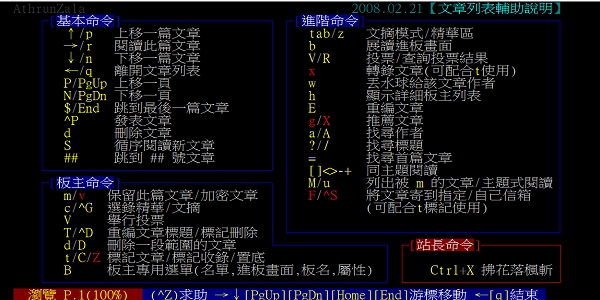 AthrunZala
2008.02.21【文章列表輔助說明】
【基本命令】
↑/p 上移一篇文章
→/r 閱讀此篇文章
↓/n 下移一篇文章
←/q 離開文章列表
P/PgUp 上移一頁
N/PgDn 下移一頁
$/End 跳到最後一篇文章
^P 發表文章
d 刪除文章
S 循序閱讀新文章
## 跳到 ## 號文章
【板主命令】
m/v 保留此篇文章/加密文章
c/^G 選錄精華/文摘
V 舉行投票
T/^D 重編文章標題/標記刪除
d/D 刪除一段範圍的文章
t/C/Z 標記文章/標記收錄/置底
B 板主專用選單(名單,進板畫面,板名,屬性)
【進階命令】
tab/z 文摘模式/精華區
b 展讀進板畫面
V/R 投票/查詢投票結果
x 轉錄文章(可配合t使用)
w 丟水球給該文章作者
h 顯示詳細板主列表
E 重編文章
g/X 推薦文章
a/A 找尋作者
?// 找尋標題
= 找尋首篇文章
[]<>-+ 同主題閱讀
M/u 列出被 m 的文章/主題式閱讀
F/^S 將文章寄到指定/自己信箱
(可配合t標記使用)
【站長命令】
Ctrl+X 拂花落楓斬
瀏覽 P.1(100%) (^Z)求助 →↓[PgUp][PgDn][Home][End]游標移動 ←[q]結束